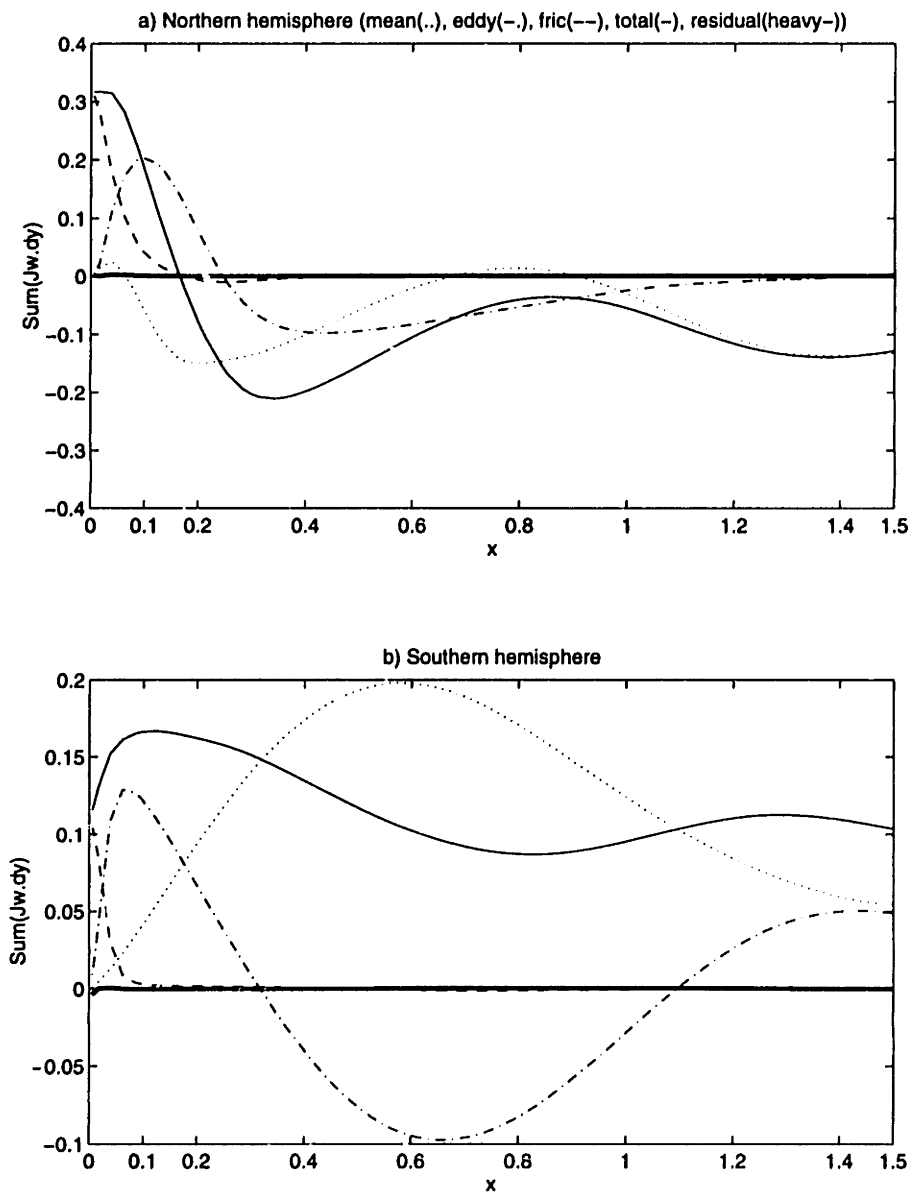 a) Northern hemisphere (mean(..), eddy(-.), fric(--), total(-), residual(heavy-))
0.4
0.3
0.2
0.1
0
-0.1
-0.2
-0.3
-0.4
Sum(Jw.dy)
0 0.1 0.2 0.4 0.6 0.8 1 1.2 1.4 1.5
x
b) Southern hemisphere
0.2
0.15
0.1
0.05
0
-0.05
-0.1
Sum(Jw.dy)
0 0.1 0.2 0.4 0.6 0.8 1 1.2 1.4 1.5
x